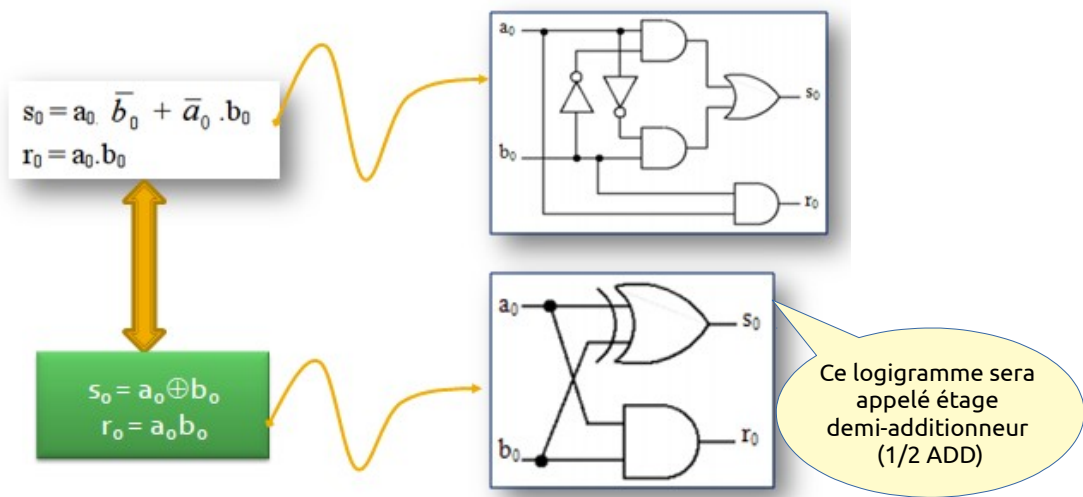 s₀ = a₀. b̄₀ + ā₀ .b₀
r₀ = a₀.b₀
a₀
b₀
s₀
r₀
s₀ = a₀⊕b₀
r₀ = a₀b₀
a₀
b₀
s₀
r₀
Ce logigramme sera
appelé étage
demi-additionneur
(1/2 ADD)